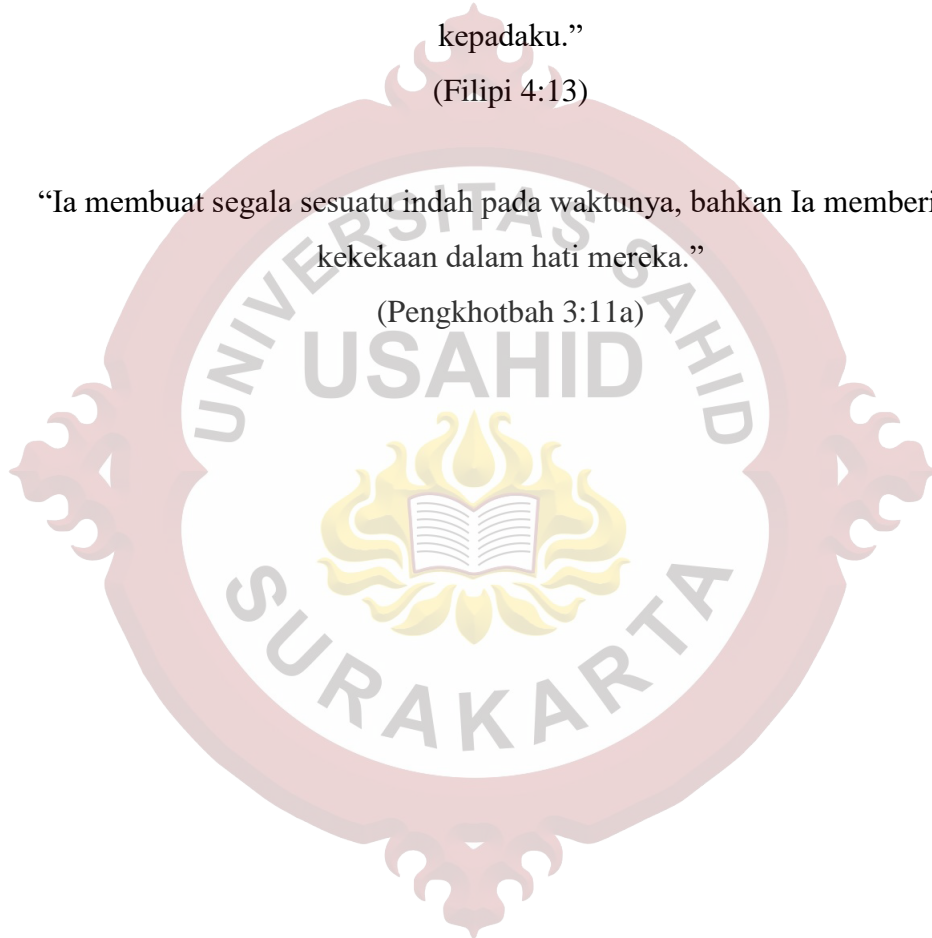 kepadaku.”
(Filipi 4:13)
“Ia membuat segala sesuatu indah pada waktunya, bahkan Ia memberi
kekekaan dalam hati mereka.”
(Pengkhotbah 3:11a)
UNIVERSITAS SAHID
USAHID
SURAKARTA